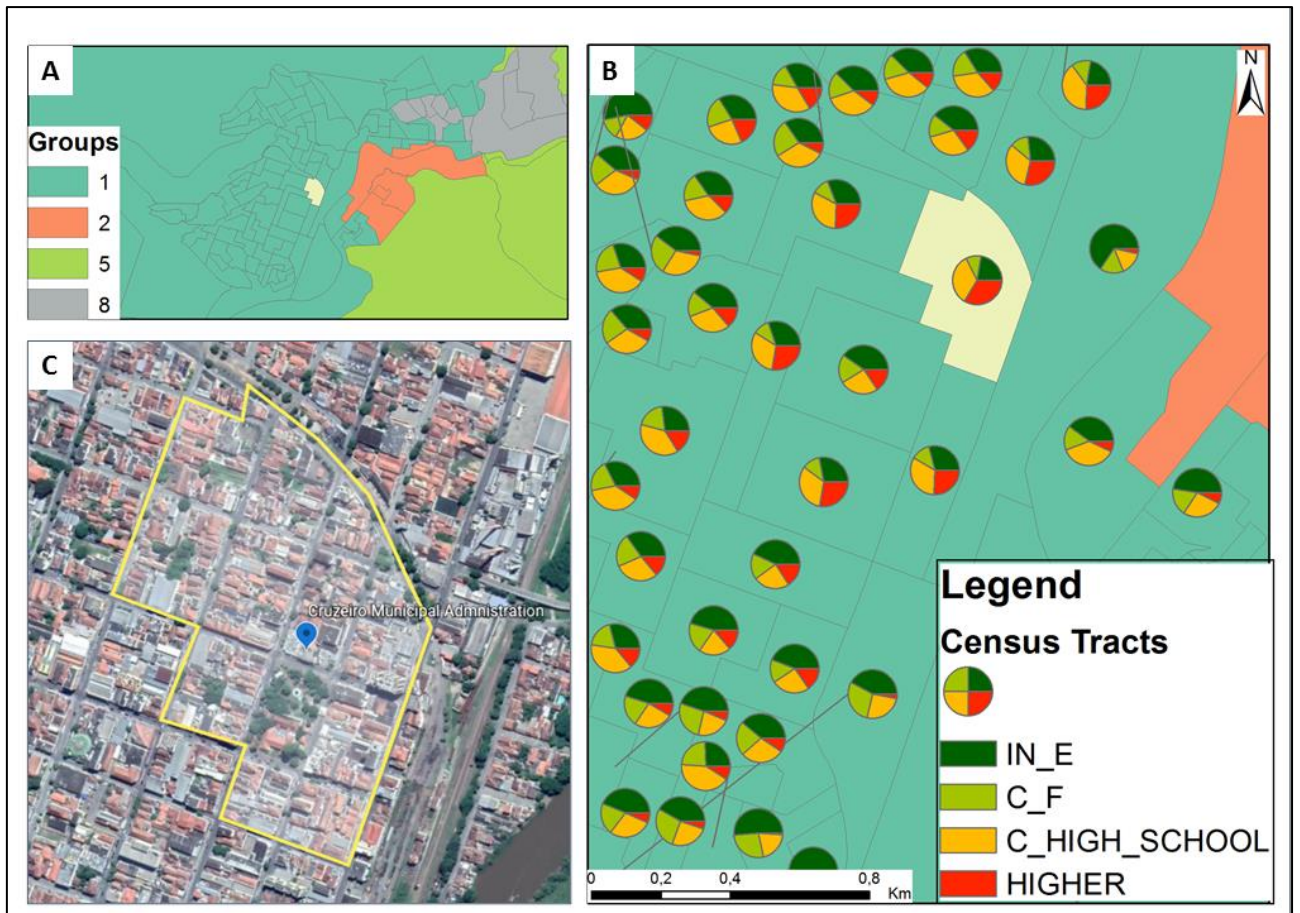 A
Groups
1
2
5
8
B
N
C
Cruzeiro Municipal Admnistration
Legend
Census Tracts
IN_E
C_F
C_HIGH_SCHOOL
HIGHER
0 0,2 0,4 0,8
Km